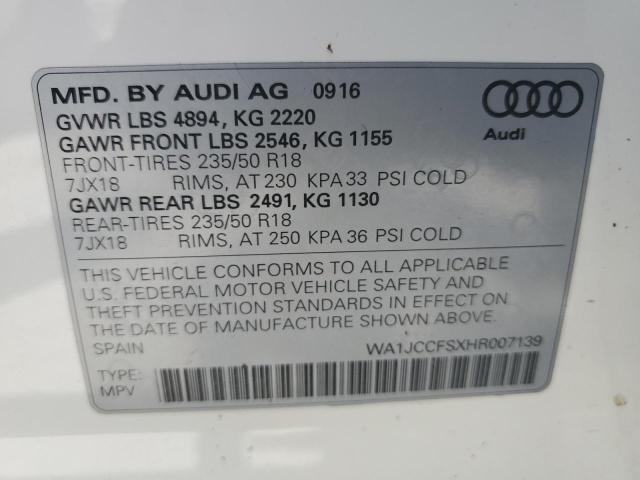 MFD. BY AUDI AG 0916
GVWR LBS 4894, KG 2220
GAWR FRONT LBS 2546, KG 1155
FRONT-TIRES 235/50 R18
7JX18 RIMS, AT 230 KPA 33 PSI COLD
GAWR REAR LBS 2491, KG 1130
REAR-TIRES 235/50 R18
7JX18 RIMS, AT 250 KPA 36 PSI COLD
Audi
THIS VEHICLE CONFORMS TO ALL APPLICABLE
U.S. FEDERAL MOTOR VEHICLE SAFETY AND
THEFT PREVENTION STANDARDS IN EFFECT ON
THE DATE OF MANUFACTURE SHOWN ABOVE.
SPAIN WA1JCCFSXHR007139
TYPE:
MPV